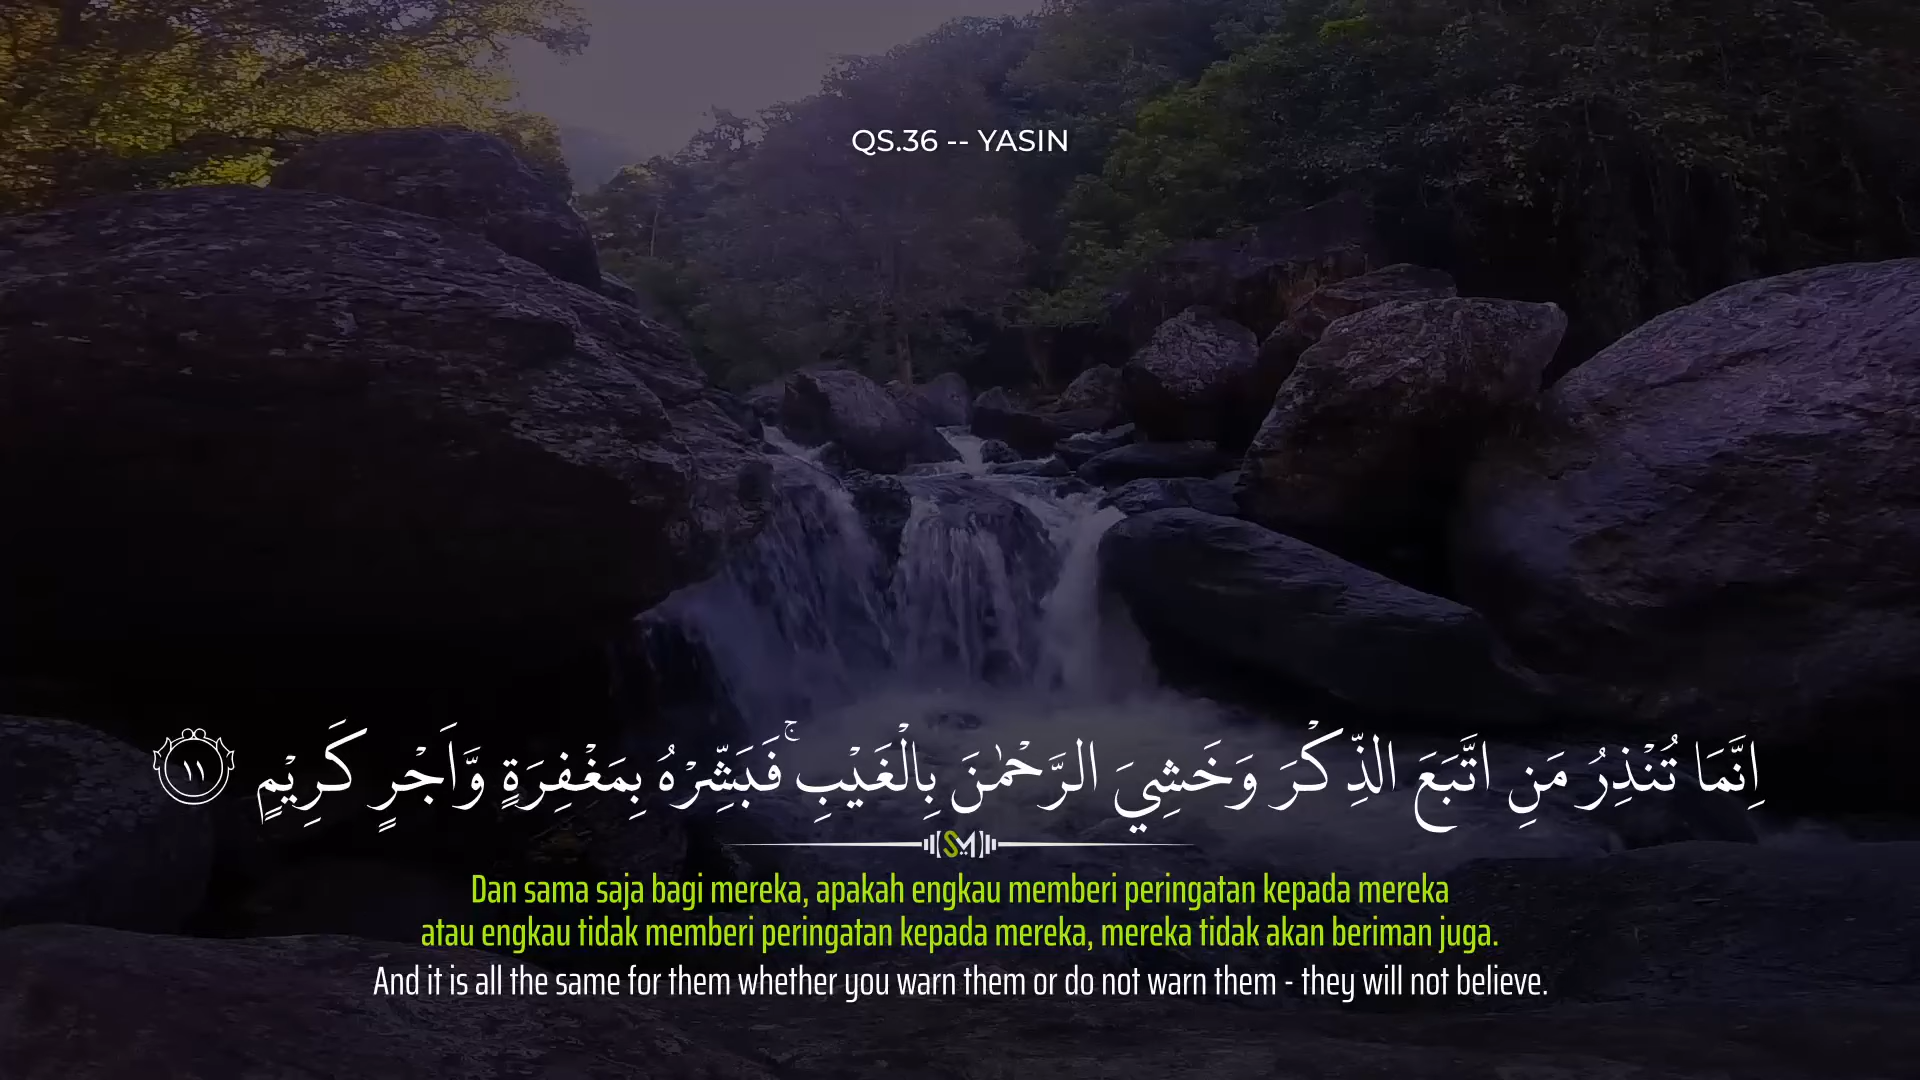 QS.36 -- YASIN
اِنَّمَا تُنْذِرُ مَنِ اتَّبَعَ الذِّكْرَ وَخَشِيَ الرَّحْمٰنَ بِالْغَيْبِۚ فَبَشِّرْهُ بِمَغْفِرَةٍ وَّاَجْرٍ كَرِيْمٍ ١١
SM
Dan sama saja bagi mereka, apakah engkau memberi peringatan kepada mereka
atau engkau tidak memberi peringatan kepada mereka, mereka tidak akan beriman juga.
And it is all the same for them whether you warn them or do not warn them - they will not believe.